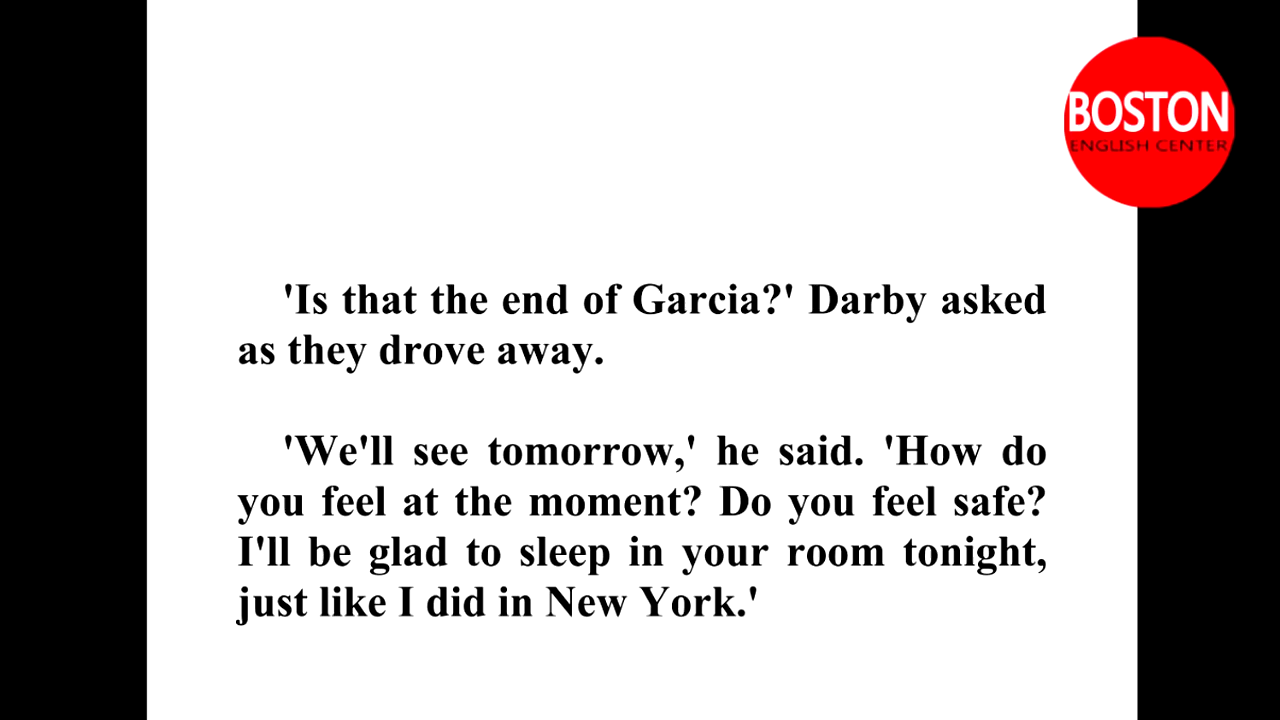 BOSTON
ENGLISH CENTER
'Is that the end of Garcia?' Darby asked
as they drove away.
'We'll see tomorrow,' he said. 'How do
you feel at the moment? Do you feel safe?
I'll be glad to sleep in your room tonight,
just like I did in New York.'